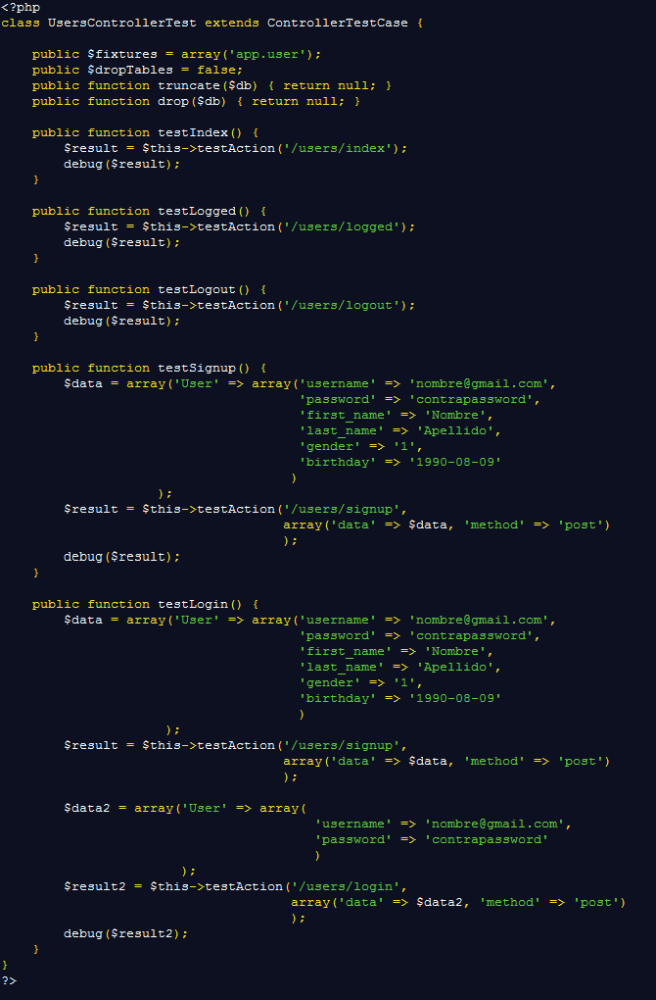 <?php
class UsersControllerTest extends ControllerTestCase {
public $fixtures = array('app.user');
public $dropTables = false;
public function truncate($db) { return null; }
public function drop($db) { return null; }
public function testIndex() {
$result = $this->testAction('/users/index');
debug($result);
}
public function testLogged() {
$result = $this->testAction('/users/logged');
debug($result);
}
public function testLogout() {
$result = $this->testAction('/users/logout');
debug($result);
}
public function testSignup() {
$data = array('User' => array('username' => 'nombre@gmail.com',
'password' => 'contrapassword',
'first_name' => 'Nombre',
'last_name' => 'Apellido',
'gender' => '1',
'birthday' => '1990-08-09'
)
);
$result = $this->testAction('/users/signup',
array('data' => $data, 'method' => 'post')
);
debug($result);
}
public function testLogin() {
$data = array('User' => array('username' => 'nombre@gmail.com',
'password' => 'contrapassword',
'first_name' => 'Nombre',
'last_name' => 'Apellido',
'gender' => '1',
'birthday' => '1990-08-09'
)
);
$result = $this->testAction('/users/signup',
array('data' => $data, 'method' => 'post')
);
$data2 = array('User' => array(
'username' => 'nombre@gmail.com',
'password' => 'contrapassword'
)
);
$result2 = $this->testAction('/users/login',
array('data' => $data2, 'method' => 'post')
);
debug($result2);
}
}
?>